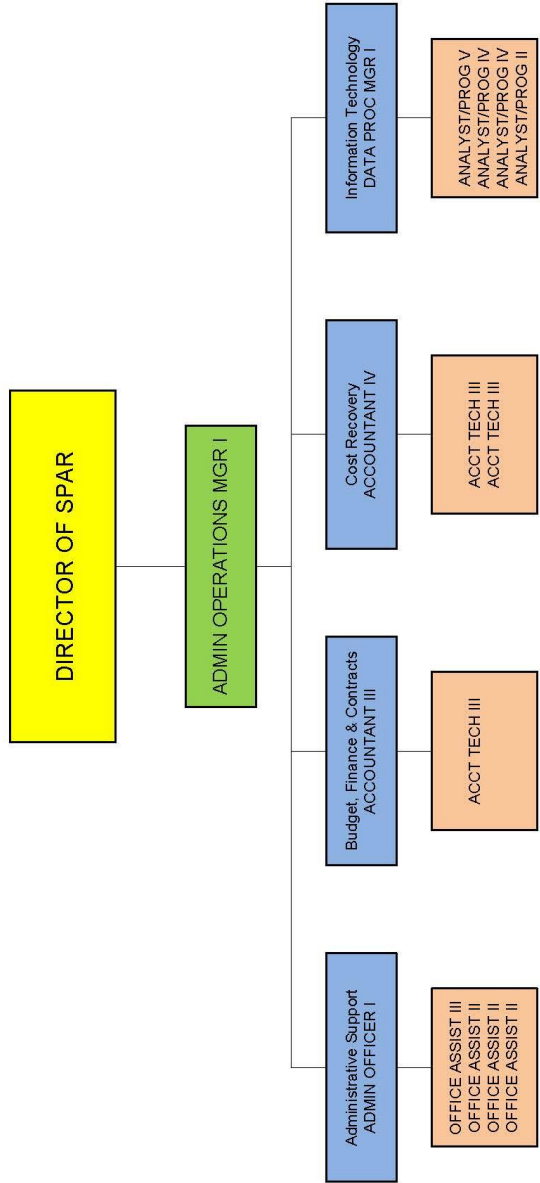 DIRECTOR OF SPAR
ADMIN OPERATIONS MGR I
Administrative Support
ADMIN OFFICER I
Budget, Finance & Contracts
ACCOUNTANT III
Cost Recovery
ACCOUNTANT IV
Information Technology
DATA PROC MGR I
OFFICE ASSIST III
OFFICE ASSIST II
OFFICE ASSIST II
OFFICE ASSIST II
ACCT TECH III
ACCT TECH III
ACCT TECH III
ANALYST/PROG V
ANALYST/PROG IV
ANALYST/PROG IV
ANALYST/PROG II